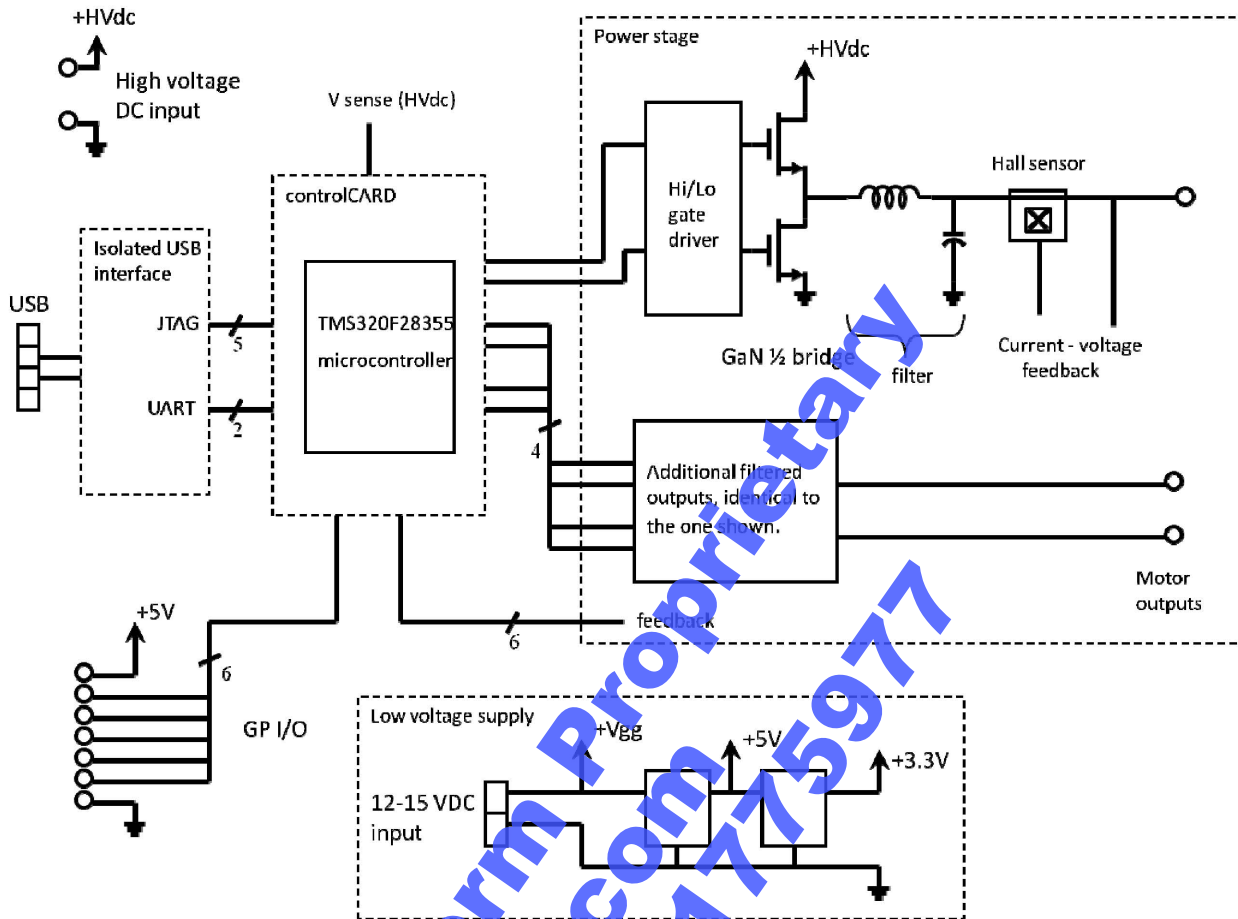 +HVdc
High voltage
DC input
V sense (HVdc)
controlCARD
TMS320F28355
microcontroller
Isolated USB
interface
USB
JTAG
5
UART
2
Power stage
+HVdc
Hi/Lo
gate
driver
Hall sensor
GaN ½ bridge
filter
Current - voltage
feedback
4
Additional filtered
outputs, identical to
the one shown.
Motor
outputs
feedback
6
+5V
6
GP I/O
Low voltage supply
+Vgg
+5V
+3.3V
12-15 VDC
input
Proprietary